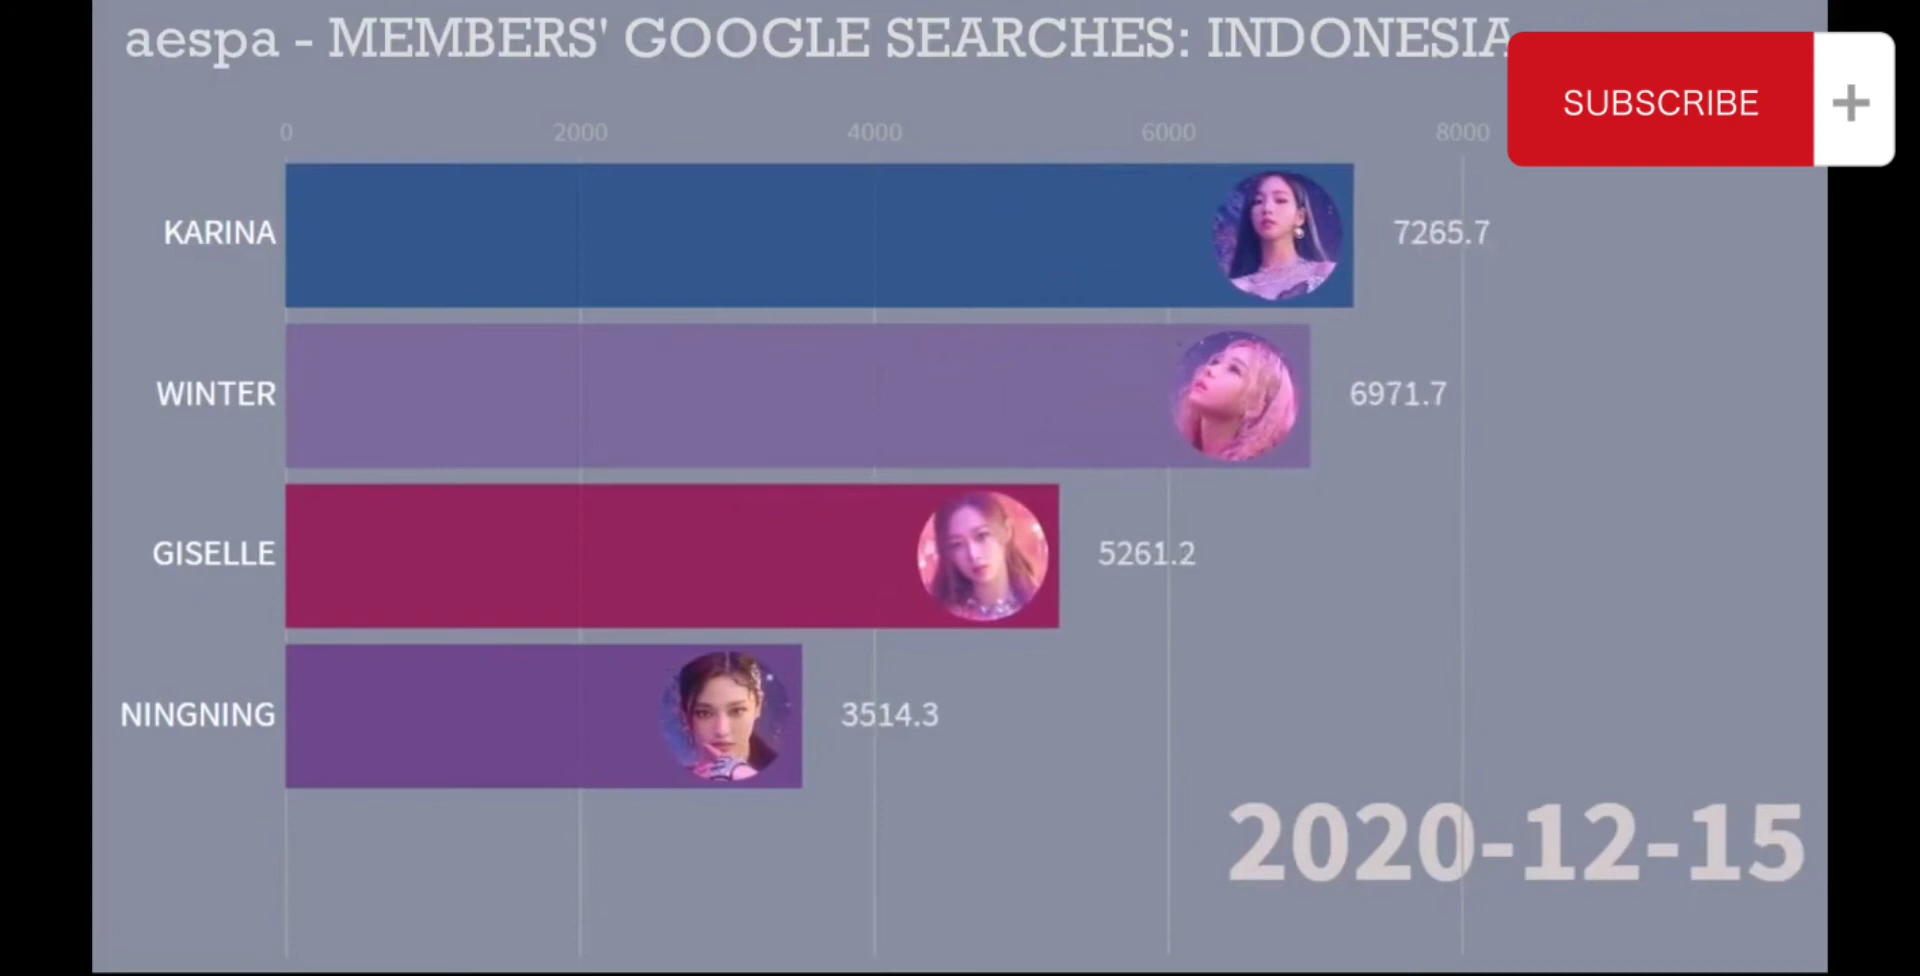 aespa - MEMBERS' GOOGLE SEARCHES: INDONESIA
SUBSCRIBE +
0 2000 4000 6000 8000
KARINA 7265.7
WINTER 6971.7
GISELLE 5261.2
NINGNING 3514.3
2020-12-15